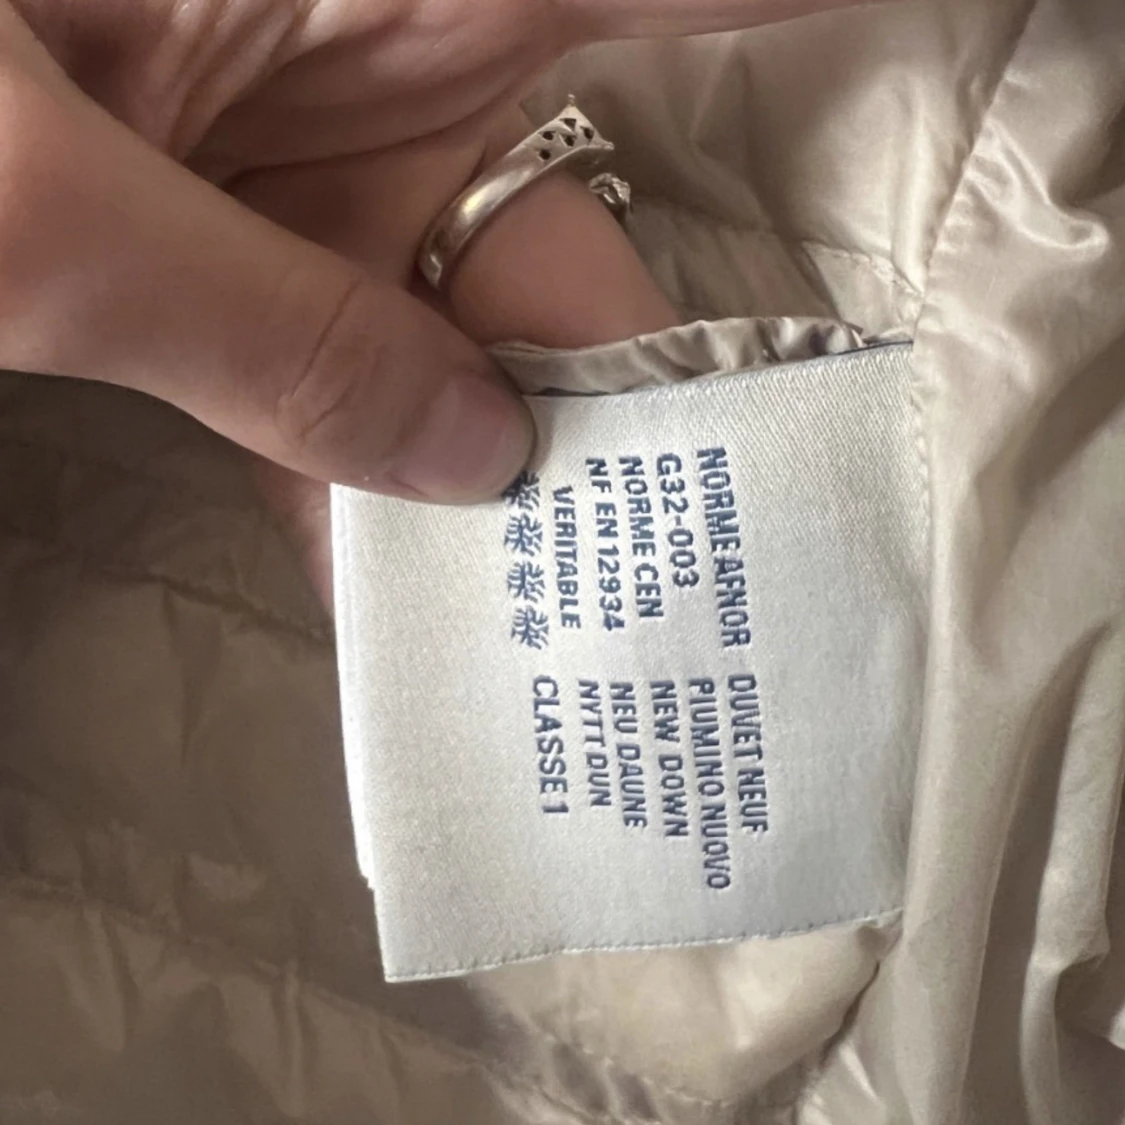 NORME AFNOR
G32-003
NORME CEN
NF EN 12934
VERITABLE
DUVET NEUF
PIUMINO NUOVO
NEW DOWN
NEU DAUNE
NYTT DUN
CLASSE 1